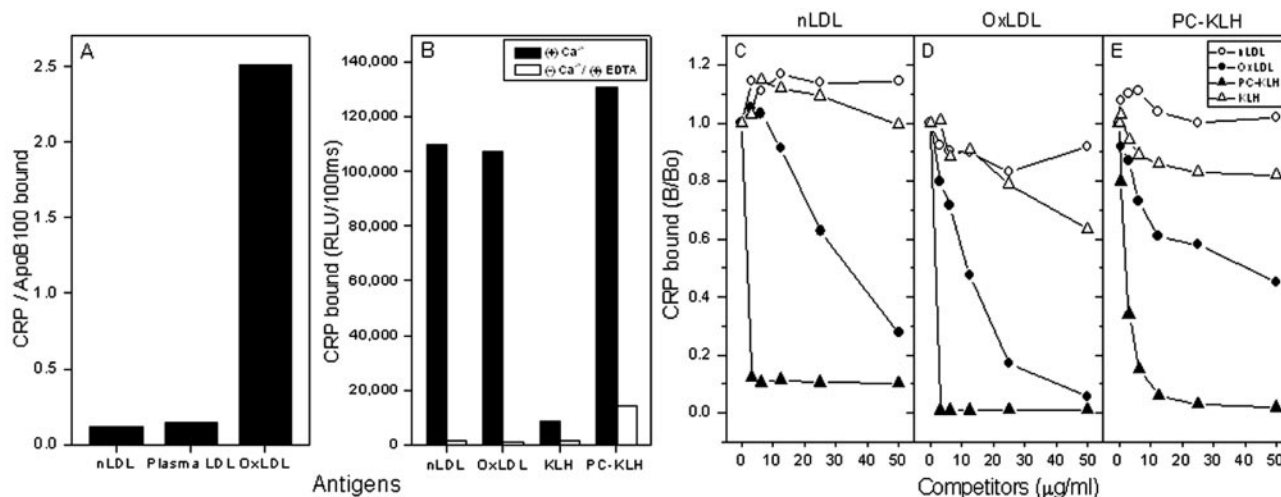 A
CRP / ApoB100 bound
2.5
2.0
1.5
1.0
0.5
0.0
nLDL Plasma LDL OxLDL
B
CRP bound (RLU/100ms)
(+) Ca⁺⁺
(-) Ca⁺⁺/ (+) EDTA
140,000
120,000
100,000
80,000
60,000
40,000
20,000
0
nLDL OxLDL KLH PC-KLH
Antigens
nLDL OxLDL PC-KLH
C D E
nLDL
OxLDL
PC-KLH
KLH
CRP bound (B/Bo)
1.2
1.0
0.8
0.6
0.4
0.2
0.0
0 10 20 30 40 50 0 10 20 30 40 50 0 10 20 30 40 50
Competitors (μg/ml)